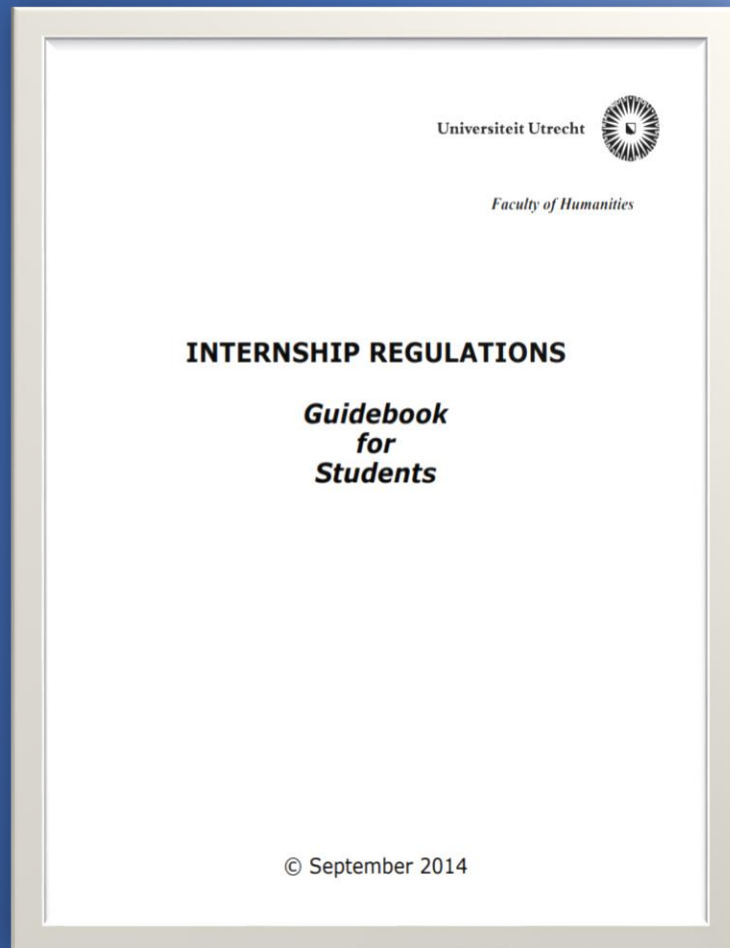 Universiteit Utrecht
Faculty of Humanities
INTERNSHIP REGULATIONS
Guidebook
for
Students
© September 2014